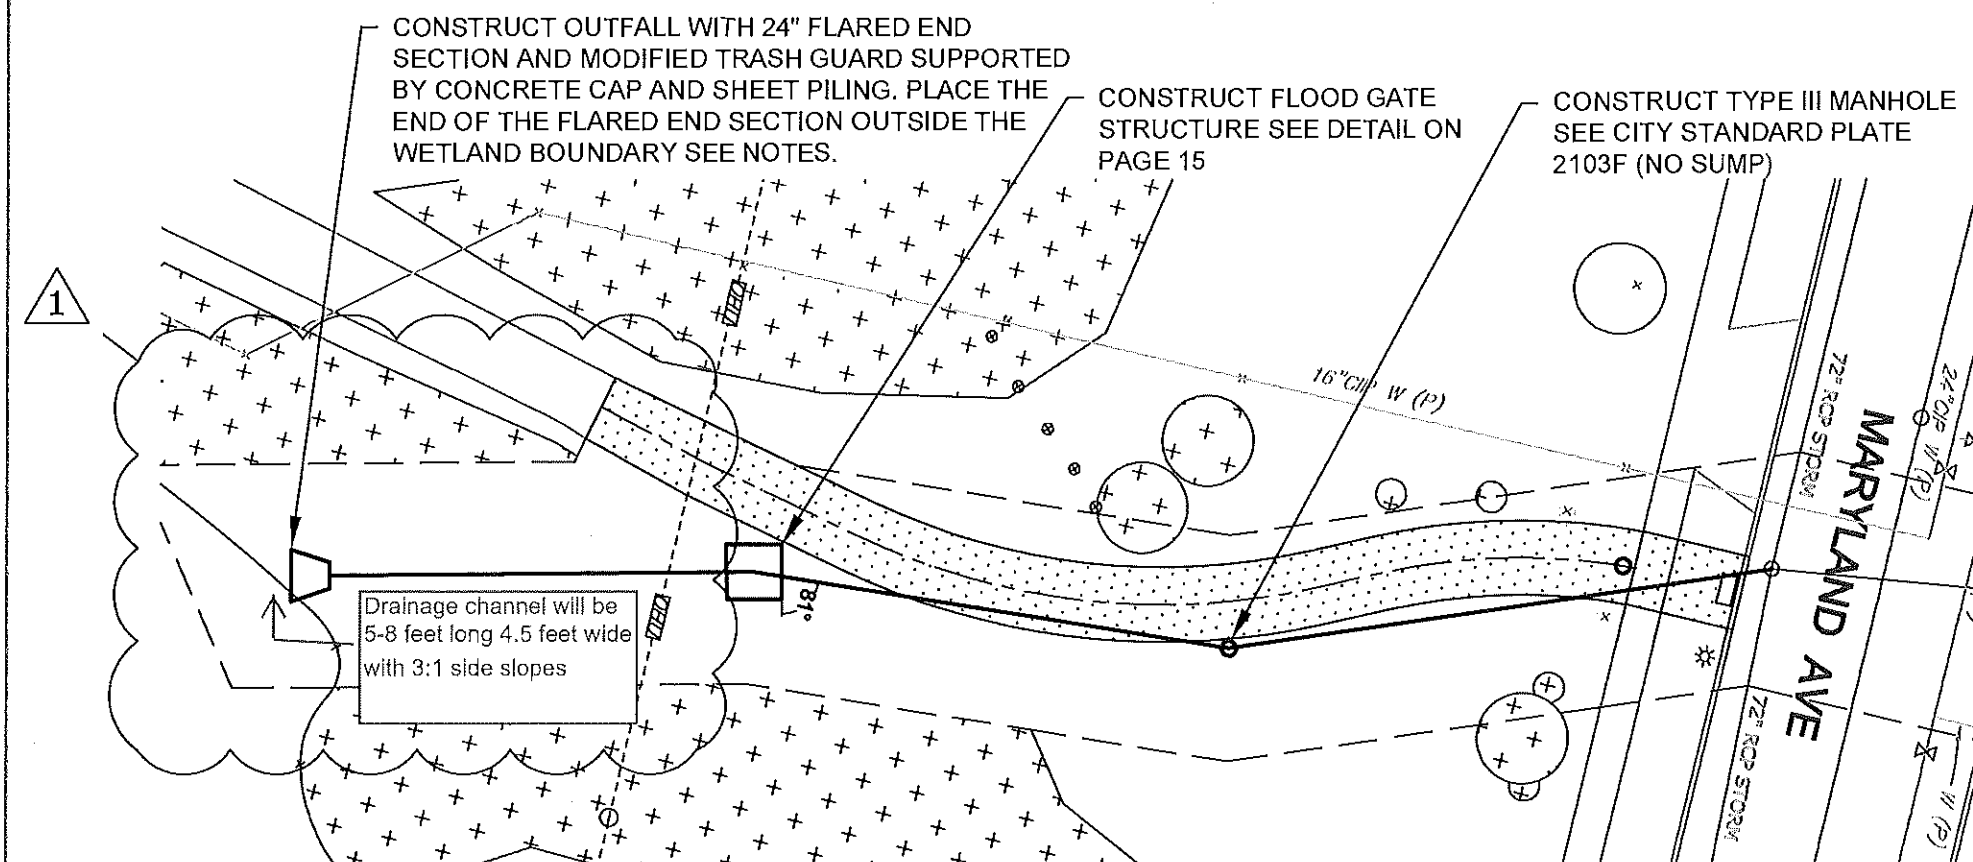 CONSTRUCT OUTFALL WITH 24" FLARED END
SECTION AND MODIFIED TRASH GUARD SUPPORTED
BY CONCRETE CAP AND SHEET PILING. PLACE THE
END OF THE FLARED END SECTION OUTSIDE THE
WETLAND BOUNDARY SEE NOTES.
CONSTRUCT FLOOD GATE
STRUCTURE SEE DETAIL ON
PAGE 15
CONSTRUCT TYPE III MANHOLE
SEE CITY STANDARD PLATE
2103F (NO SUMP)
1
OHD
16"CIP W (P)
72" RCP STORM
24"CIP W (P)
MARYLAND AVE
81°
OHD
Drainage channel will be
5-8 feet long 4.5 feet wide
with 3:1 side slopes
72" RCP STORM
W (P)